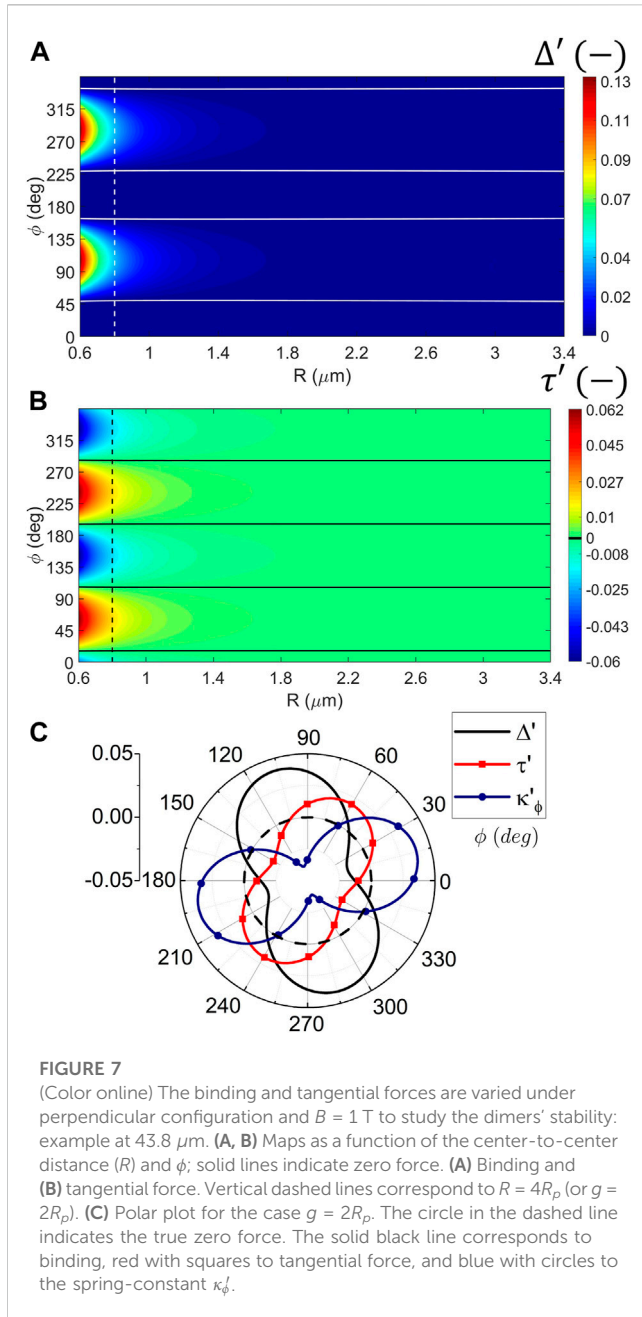 A
Δ′ (−)
315
270
225
180
135
90
45
0
ϕ (deg)
0.6 1 1.4 1.8 2.2 2.6 3 3.4
R (μm)
0.13
0.1
0.07
0.04
0.02
0
B
τ′ (−)
315
270
225
180
135
90
45
0
ϕ (deg)
0.6 1 1.4 1.8 2.2 2.6 3 3.4
R (μm)
0.062
0.045
0.027
0.01
0
-0.008
-0.025
-0.043
-0.06
C
0.05
0.00
-0.05
90
60
30
0
330
300
270
240
210
180
150
120
Δ'
τ'
κ'ϕ
ϕ (deg)
FIGURE 7
(Color online) The binding and tangential forces are varied under
perpendicular configuration and B = 1 T to study the dimers’ stability:
example at 43.8 μm. (A, B) Maps as a function of the center-to-center
distance (R) and ϕ; solid lines indicate zero force. (A) Binding and
(B) tangential force. Vertical dashed lines correspond to R = 4Rp (or g =
2Rp). (C) Polar plot for the case g = 2Rp. The circle in the dashed line
indicates the true zero force. The solid black line corresponds to
binding, red with squares to tangential force, and blue with circles to
the spring-constant κ′ϕ.